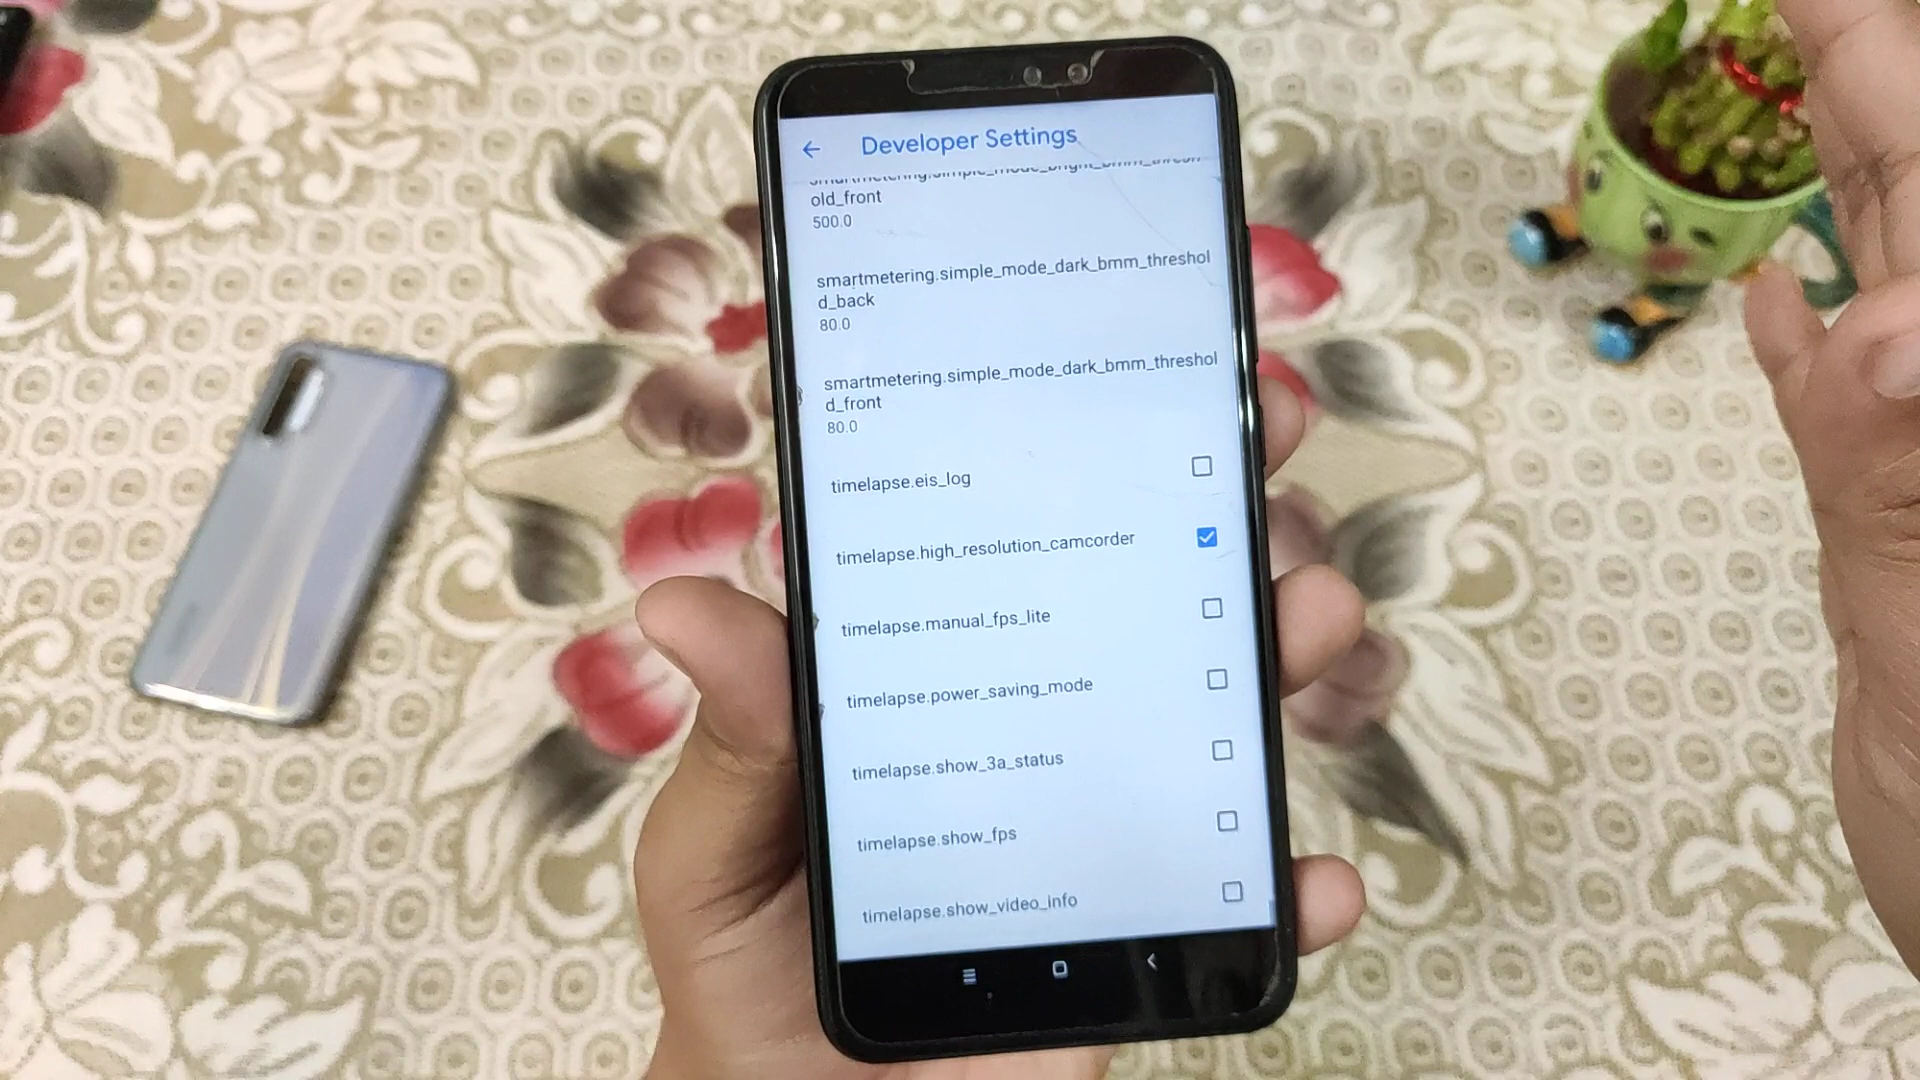 Developer Settings
old_front
500.0
smartmetering.simple_mode_dark_bmm_threshol
d_back
80.0
smartmetering.simple_mode_dark_bmm_threshol
d_front
80.0
timelapse.eis_log
timelapse.high_resolution_camcorder
timelapse.manual_fps_lite
timelapse.power_saving_mode
timelapse.show_3a_status
timelapse.show_fps
timelapse.show_video_info